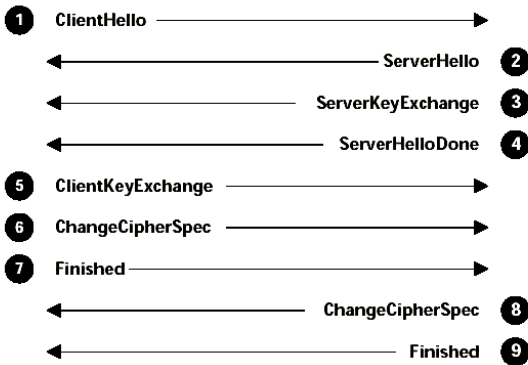 1 ClientHello
ServerHello 2
ServerKeyExchange 3
ServerHelloDone 4
5 ClientKeyExchange
6 ChangeCipherSpec
7 Finished
ChangeCipherSpec 8
Finished 9